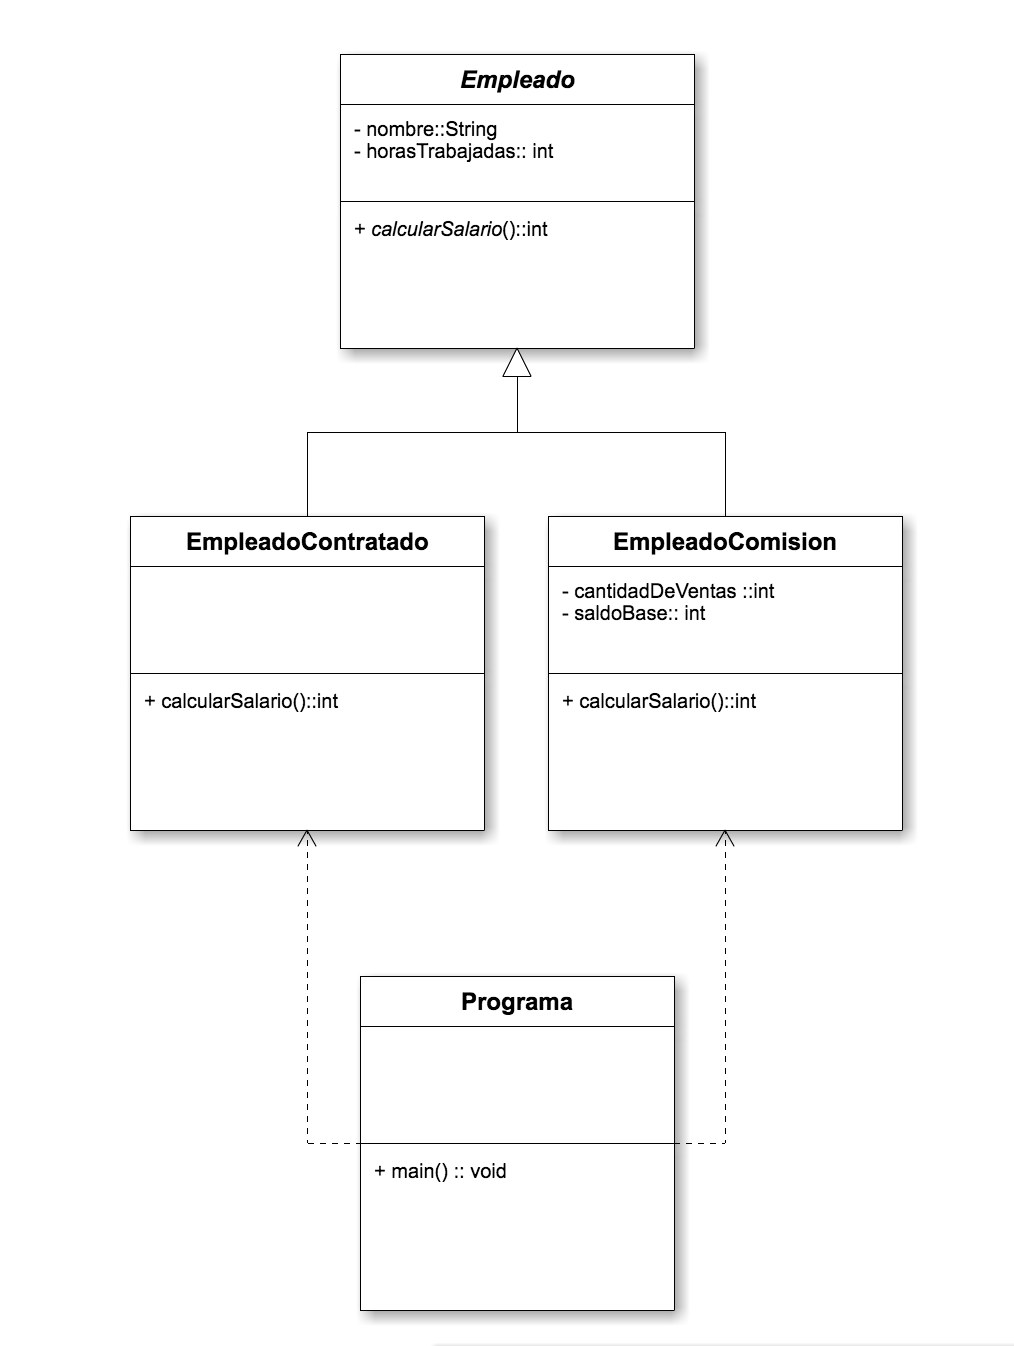 Empleado
- nombre::String
- horasTrabajadas:: int
+ calcularSalario()::int
EmpleadoContratado
+ calcularSalario()::int
EmpleadoComision
- cantidadDeVentas ::int
- saldoBase:: int
+ calcularSalario()::int
Programa
+ main() :: void